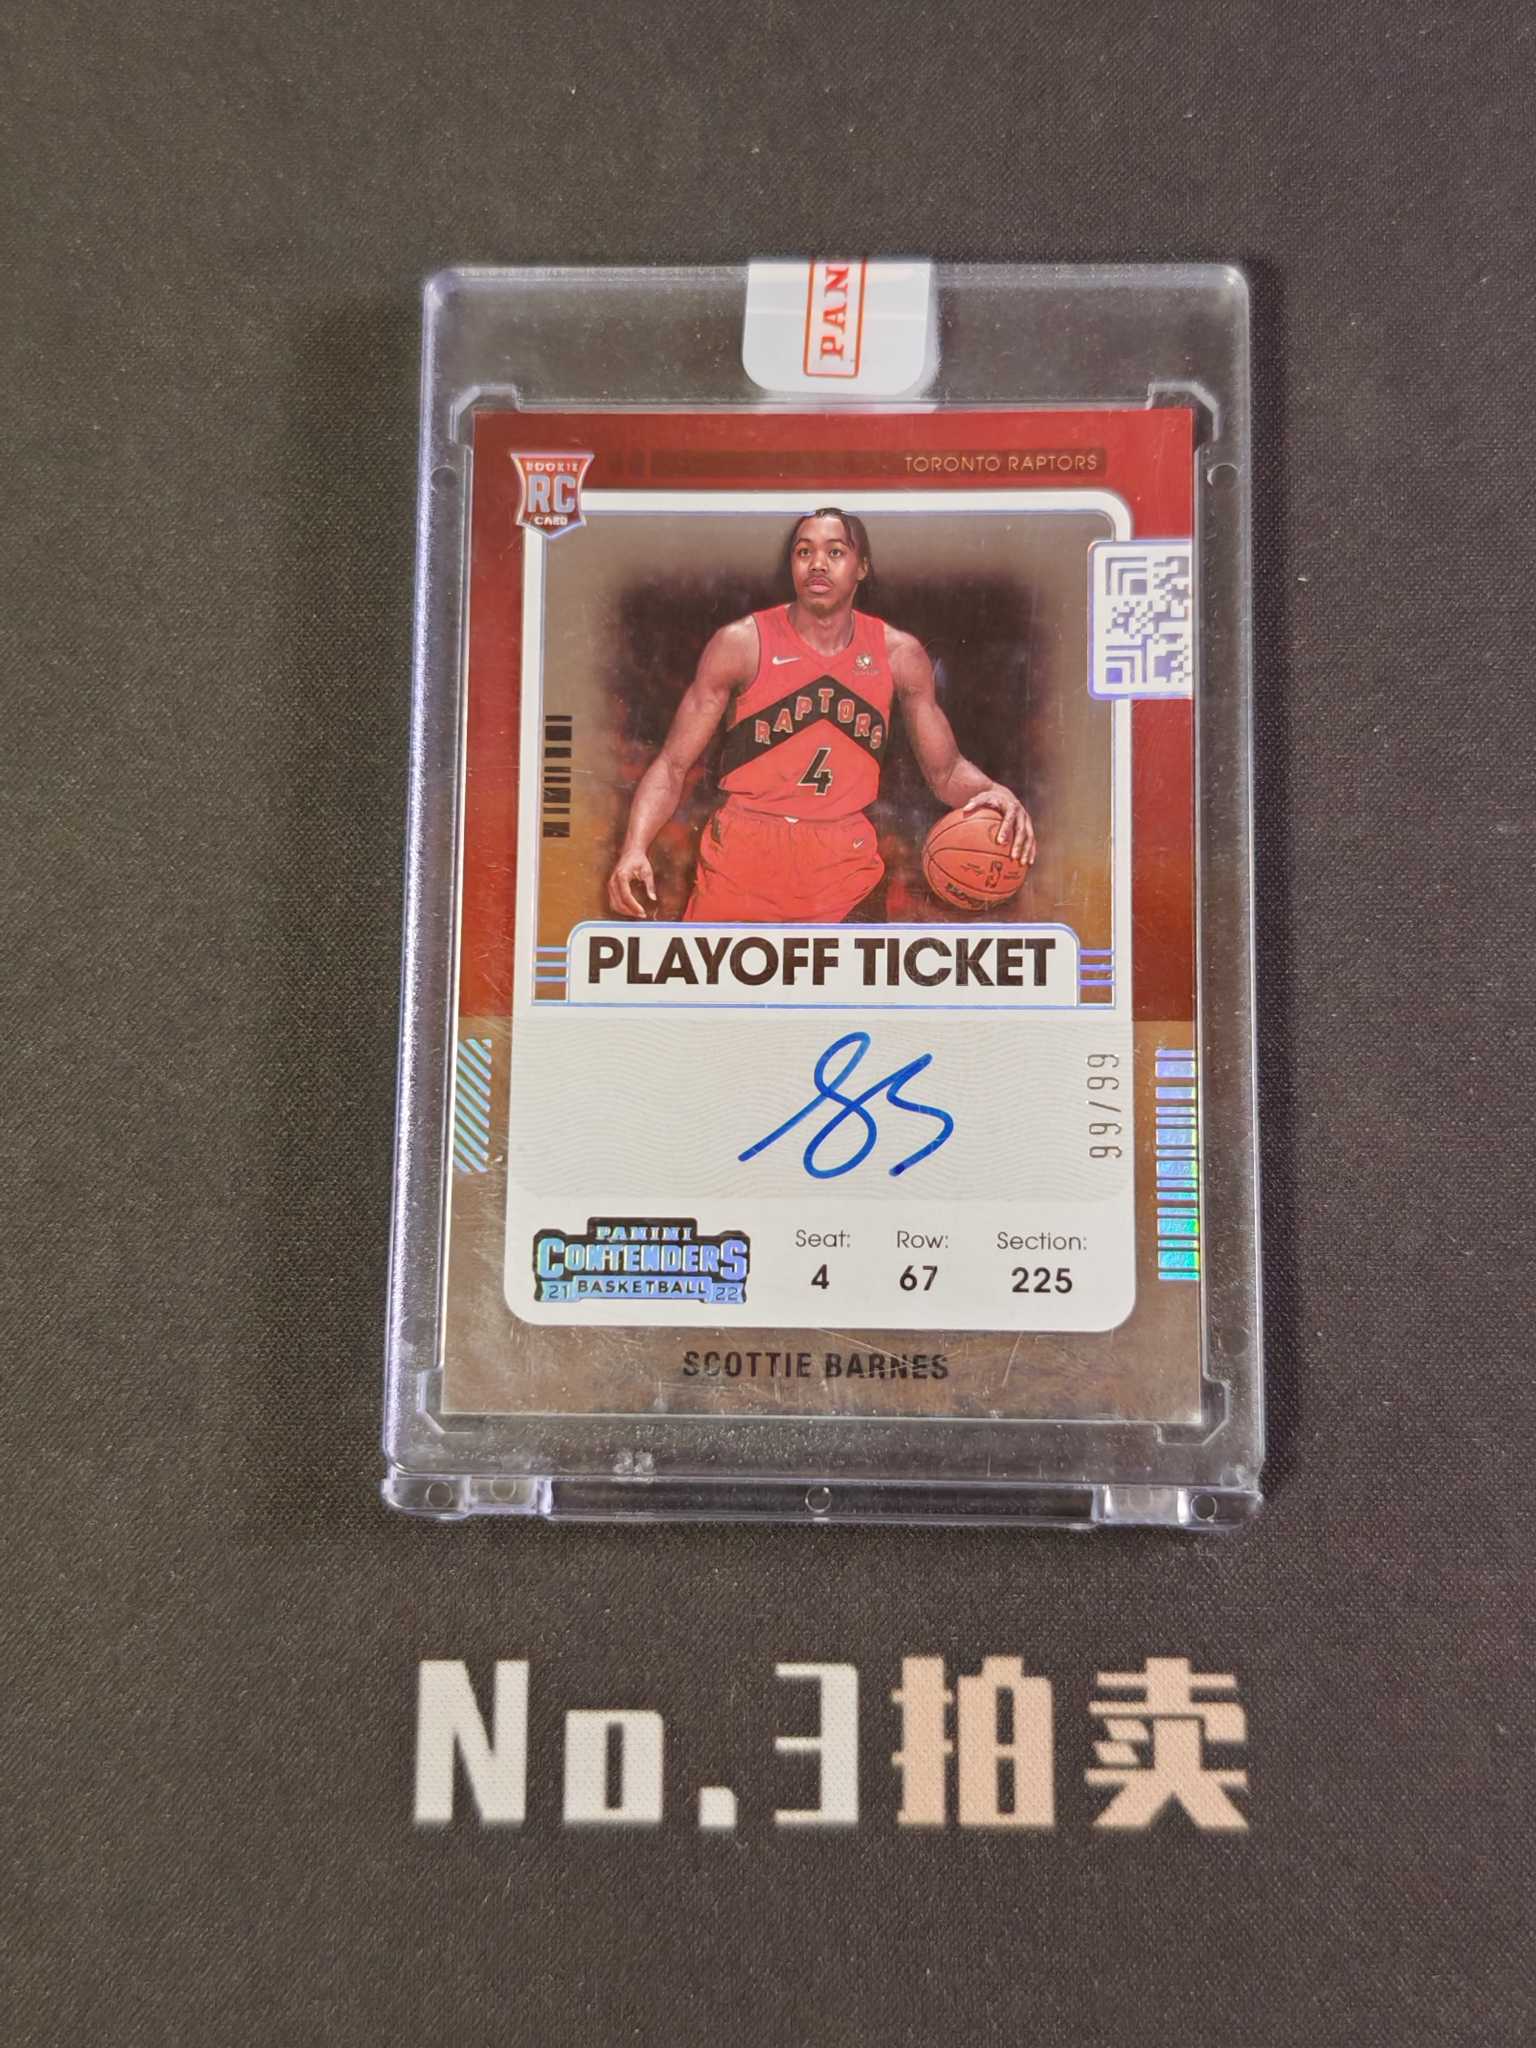 PANI
ROOKIE
RC
CARD
TORONTO RAPTORS
RAPTORS
4
PLAYOFF TICKET
99/99
PANINI
CONTENDERS
21 BASKETBALL 22
Seat: Row: Section:
4 67 225
SCOTTIE BARNES
No.3拍卖